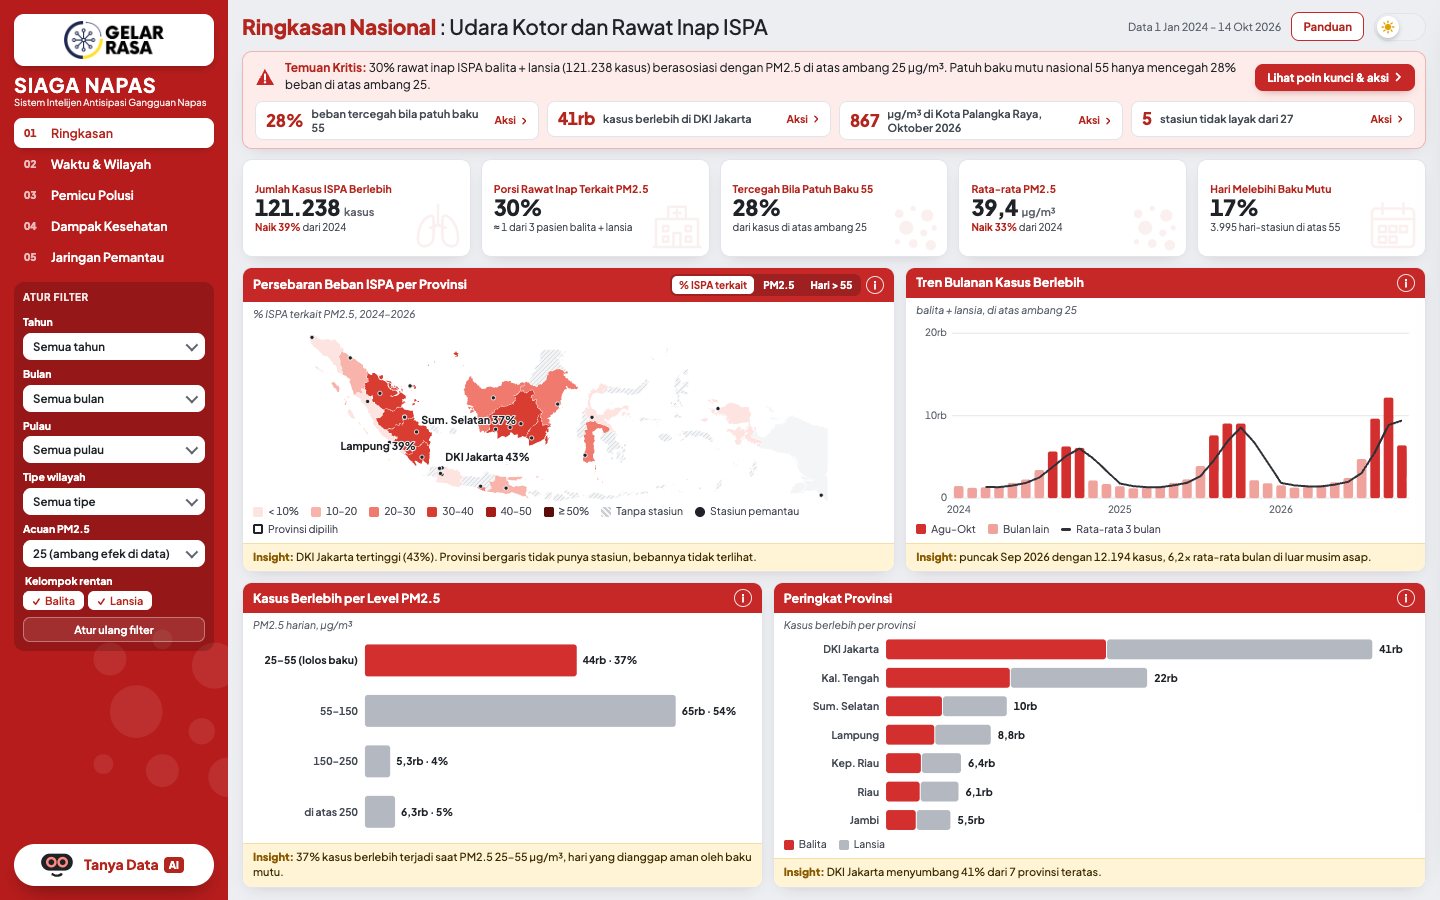 GELAR
RASA
SIAGA NAPAS
Sistem Intelijen Antisipasi Gangguan Napas
01 Ringkasan
02 Waktu & Wilayah
03 Pemicu Polusi
04 Dampak Kesehatan
05 Jaringan Pemantau
ATUR FILTER
Tahun
Semua tahun
Bulan
Semua bulan
Pulau
Semua pulau
Tipe wilayah
Semua tipe
Acuan PM2.5
25 (ambang efek di data)
Kelompok rentan
✓ Balita ✓ Lansia
Atur ulang filter
Tanya Data AI
Ringkasan Nasional : Udara Kotor dan Rawat Inap ISPA
Data 1 Jan 2024 – 14 Okt 2026
Panduan
Temuan Kritis: 30% rawat inap ISPA balita + lansia (121.238 kasus) berasosiasi dengan PM2.5 di atas ambang 25 µg/m³. Patuh baku mutu nasional 55 hanya mencegah 28%
beban di atas ambang 25.
Lihat poin kunci & aksi ›
28% beban tercegah bila patuh baku
55
Aksi ›
41rb kasus berlebih di DKI Jakarta Aksi ›
867 µg/m³ di Kota Palangka Raya,
Oktober 2026
Aksi ›
5 stasiun tidak layak dari 27 Aksi ›
Jumlah Kasus ISPA Berlebih
121.238 kasus
Naik 39% dari 2024
Porsi Rawat Inap Terkait PM2.5
30%
≈ 1 dari 3 pasien balita + lansia
Tercegah Bila Patuh Baku 55
28%
dari kasus di atas ambang 25
Rata-rata PM2.5
39,4 µg/m³
Naik 33% dari 2024
Hari Melebihi Baku Mutu
17%
3.995 hari-stasiun di atas 55
Persebaran Beban ISPA per Provinsi
% ISPA terkait PM2.5 Hari > 55
% ISPA terkait PM2.5, 2024–2026
Sum. Selatan 37%
Lampung 39%
DKI Jakarta 43%
< 10% 10–20 20–30 30–40 40–50 ≥ 50% Tanpa stasiun Stasiun pemantau
Provinsi dipilih
Insight: DKI Jakarta tertinggi (43%). Provinsi bergaris tidak punya stasiun, bebannya tidak terlihat.
Tren Bulanan Kasus Berlebih
balita + lansia, di atas ambang 25
20rb
10rb
0
2024 2025 2026
Agu–Okt Bulan lain Rata-rata 3 bulan
Insight: puncak Sep 2026 dengan 12.194 kasus, 6,2× rata-rata bulan di luar musim asap.
Kasus Berlebih per Level PM2.5
PM2.5 harian, µg/m³
25–55 (lolos baku) 44rb · 37%
55–150 65rb · 54%
150–250 5,3rb · 4%
di atas 250 6,3rb · 5%
Insight: 37% kasus berlebih terjadi saat PM2.5 25–55 µg/m³, hari yang dianggap aman oleh baku
mutu.
Peringkat Provinsi
Kasus berlebih per provinsi
DKI Jakarta 41rb
Kal. Tengah 22rb
Sum. Selatan 10rb
Lampung 8,8rb
Kep. Riau 6,4rb
Riau 6,1rb
Jambi 5,5rb
Balita Lansia
Insight: DKI Jakarta menyumbang 41% dari 7 provinsi teratas.